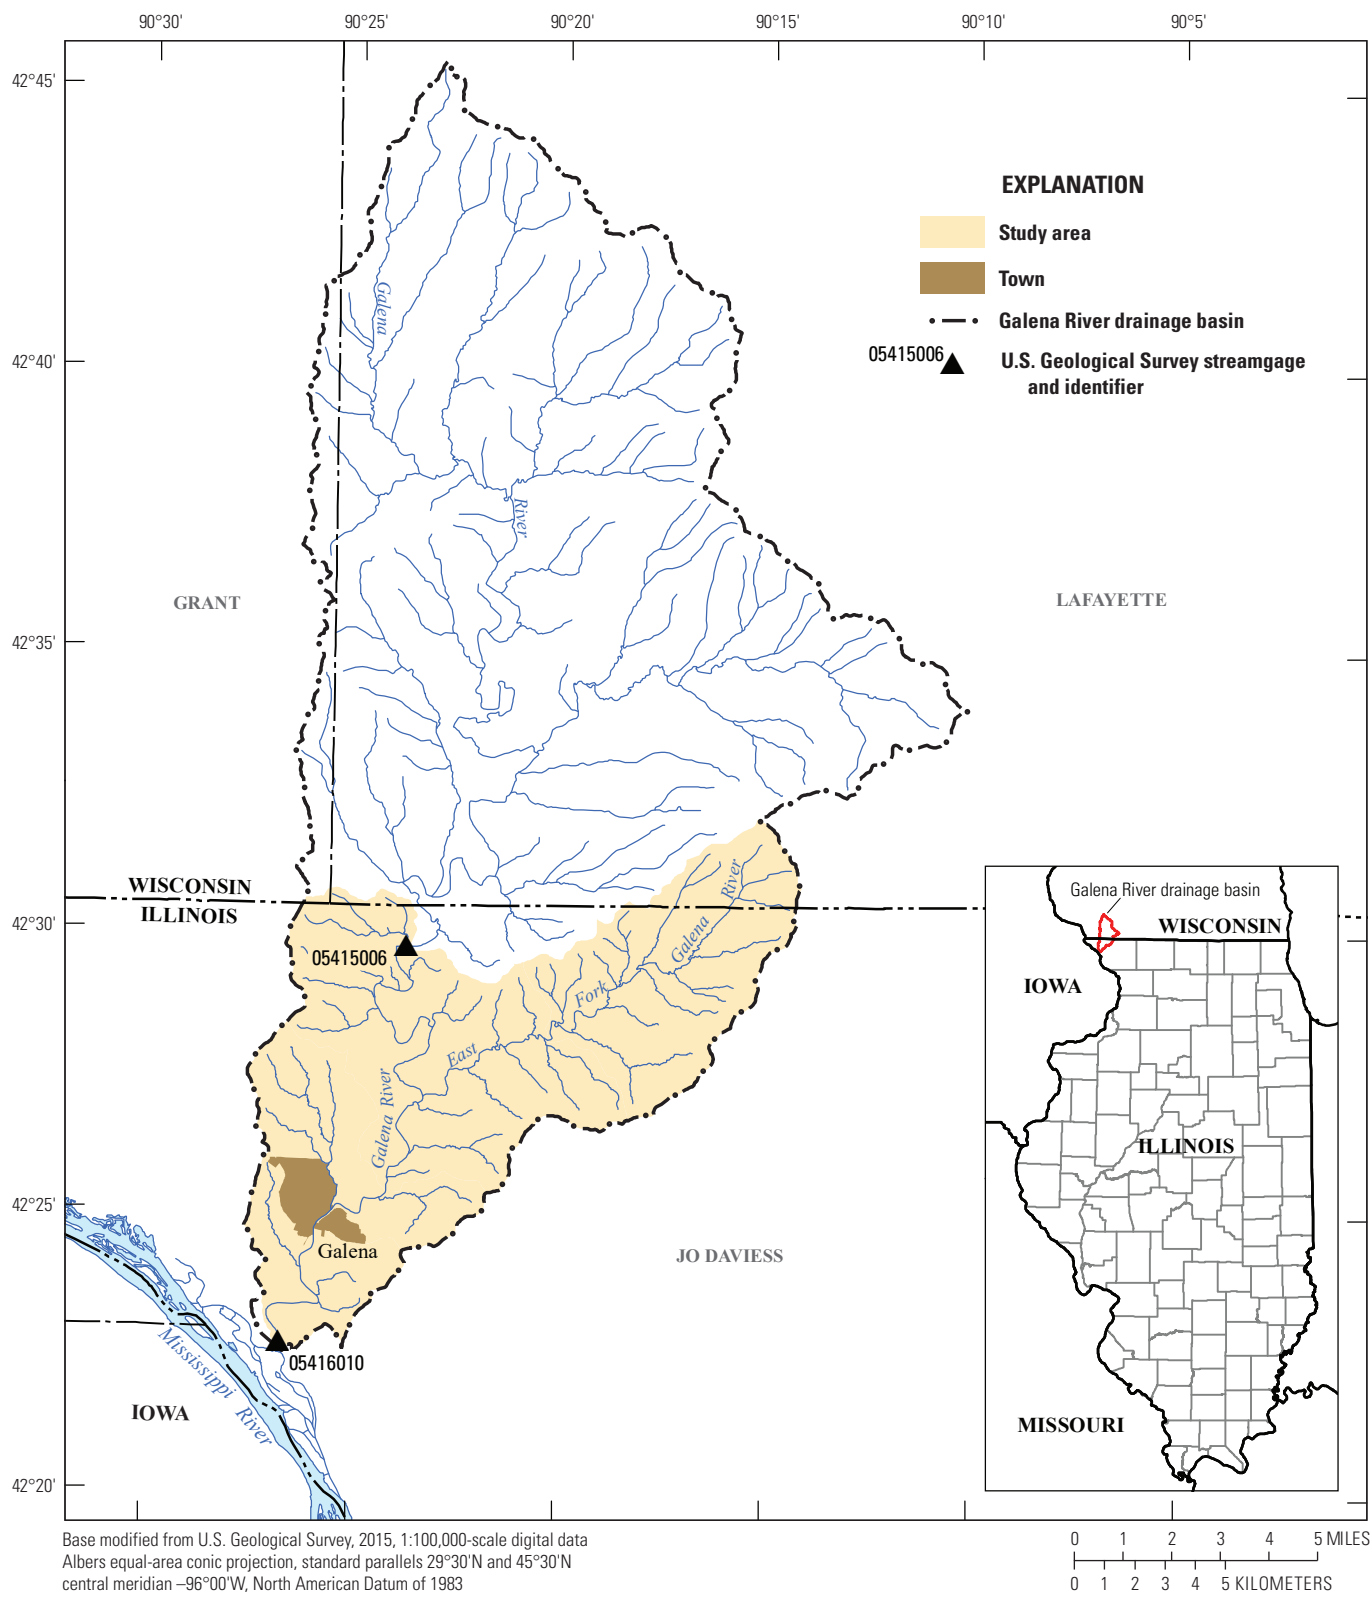 90°30' 90°25' 90°20' 90°15' 90°10' 90°5'
42°45'
42°40'
42°35'
42°30'
42°25'
42°20'
EXPLANATION
Study area
Town
Galena River drainage basin
05415006
U.S. Geological Survey streamgage
and identifier
Galena
River
GRANT
LAFAYETTE
WISCONSIN
ILLINOIS
05415006
Galena River
East Fork Galena River
Galena
JO DAVIESS
05416010
Mississippi River
IOWA
Galena River drainage basin
WISCONSIN
IOWA
ILLINOIS
MISSOURI
Base modified from U.S. Geological Survey, 2015, 1:100,000-scale digital data
Albers equal-area conic projection, standard parallels 29°30'N and 45°30'N
central meridian –96°00'W, North American Datum of 1983
0 1 2 3 4 5 MILES
0 1 2 3 4 5 KILOMETERS